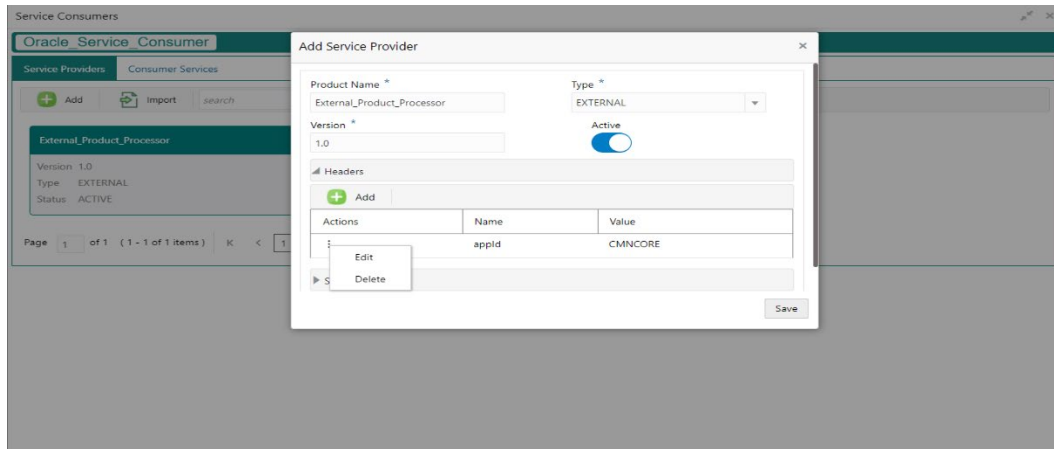 Service Consumers
Oracle_Service_Consumer
Service Providers Consumer Services
Add Import search
External_Product_Processor
Version 1.0
Type EXTERNAL
Status ACTIVE
Page 1 of 1 (1 - 1 of 1 items) K < 1
Add Service Provider ×
Product Name * Type *
External_Product_Processor EXTERNAL
Version * Active
1.0
Headers
Add
Actions Name Value
appId CMNCORE
Edit
Delete
S
Save